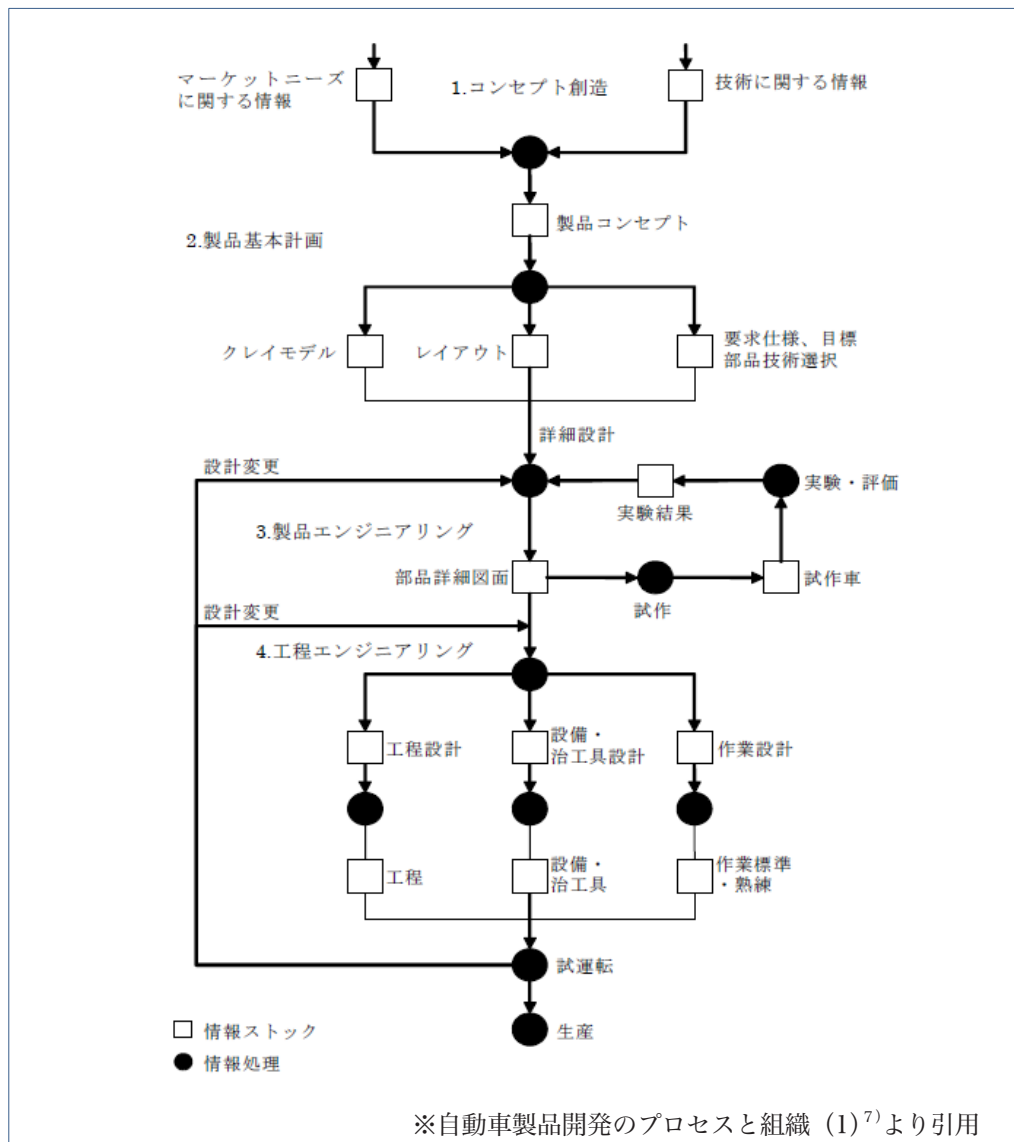 マーケットニーズ
に関する情報
1.コンセプト創造
技術に関する情報
製品コンセプト
2.製品基本計画
クレイモデル
レイアウト
要求仕様、目標
部品技術選択
詳細設計
設計変更
実験・評価
実験結果
3.製品エンジニアリング
部品詳細図面
試作
試作車
設計変更
4.工程エンジニアリング
工程設計
設備・
治工具設計
作業設計
工程
設備・
治工具
作業標準
・熟練
試運転
生産
情報ストック
情報処理
※自動車製品開発のプロセスと組織 (1) 7)より引用